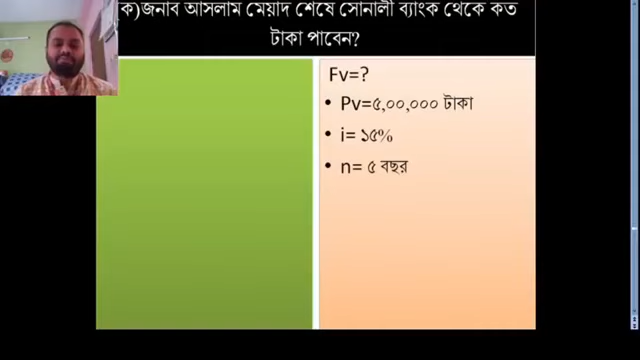 ক)জনাব আসলাম মেয়াদ শেষে সোনালী ব্যাংক থেকে কত
টাকা পাবেন?
Fv=?
• Pv=৫,০০,০০০ টাকা
• i= ১৫%
• n= ৫ বছর